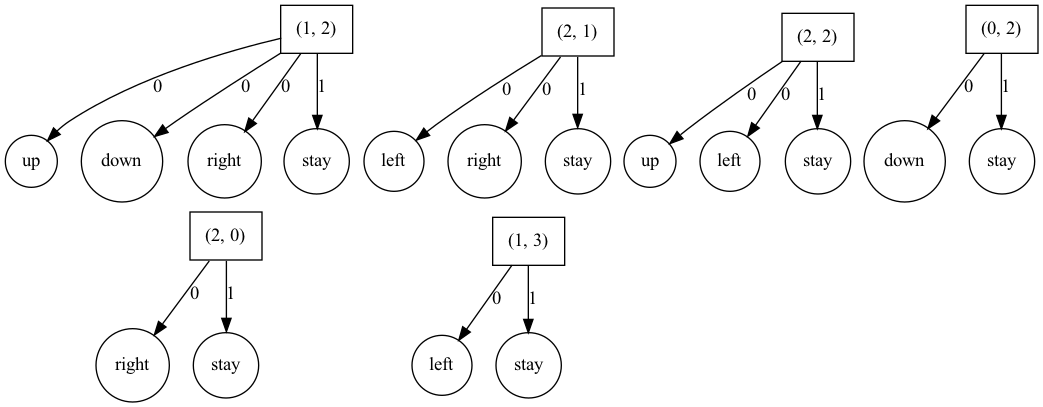 (1, 2)
0
0
0
1
up
down
right
stay
(2, 1)
0
0
1
left
right
stay
(2, 2)
0
0
1
up
left
stay
(0, 2)
0
1
down
stay
(2, 0)
0
1
right
stay
(1, 3)
0
1
left
stay